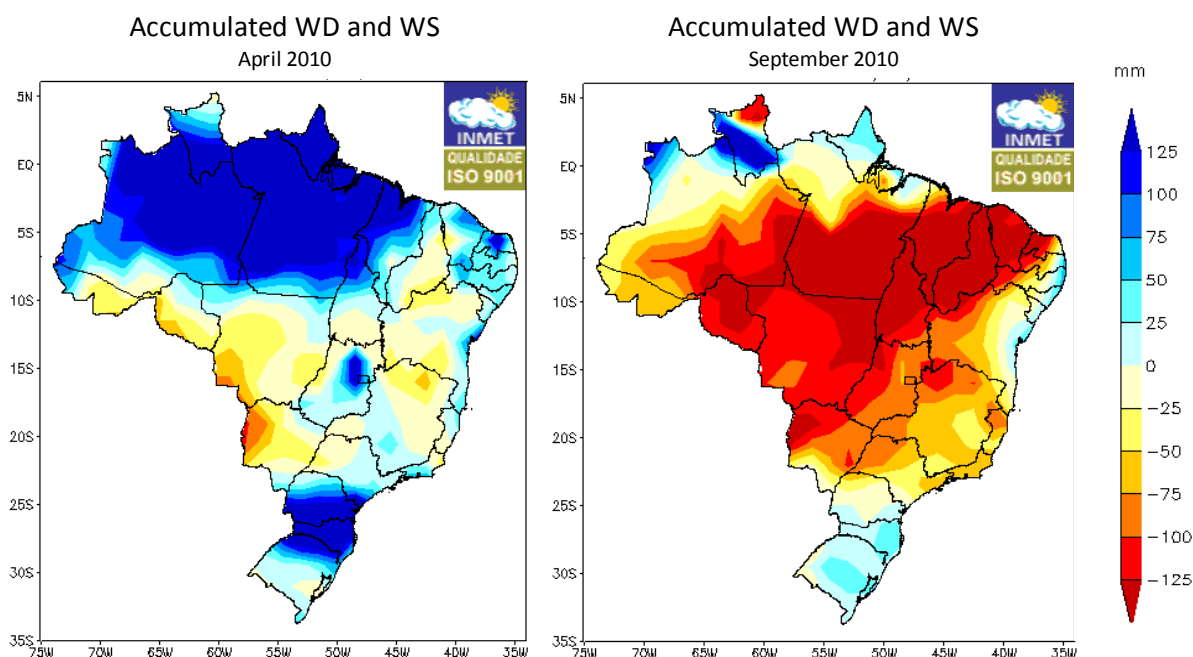 Accumulated WD and WS
April 2010
5N
EQ
5S
10S
15S
20S
25S
30S
35S
75W 70W 65W 60W 55W 50W 45W 40W 35W
INMET
QUALIDADE
ISO 9001
Accumulated WD and WS
September 2010
5N
EQ
5S
10S
15S
20S
25S
30S
35S
75W 70W 65W 60W 55W 50W 45W 40W 35W
INMET
QUALIDADE
ISO 9001
mm
125
100
75
50
25
0
−25
−50
−75
−100
−125